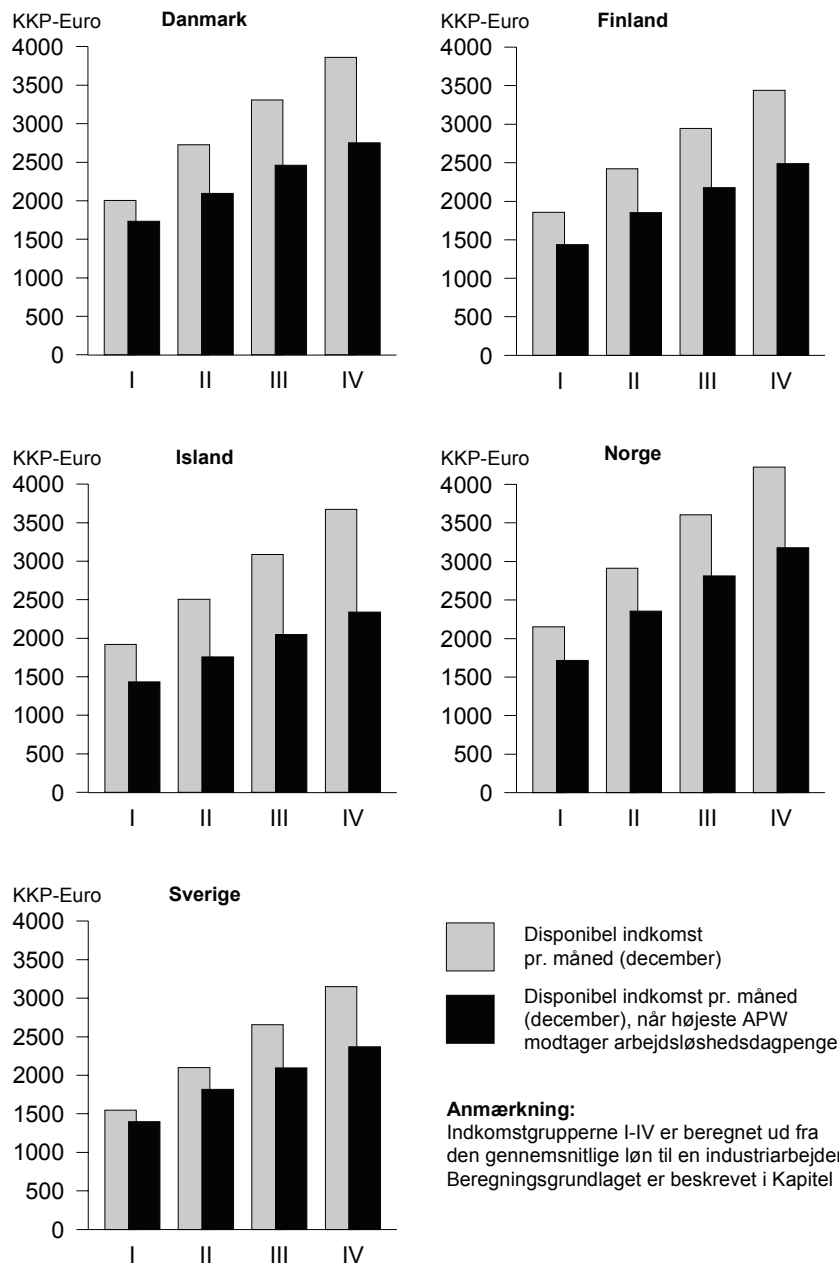 KKP-Euro Danmark
4000
3500
3000
2500
2000
1500
1000
500
0
I II III IV
KKP-Euro Finland
4000
3500
3000
2500
2000
1500
1000
500
0
I II III IV
KKP-Euro Island
4000
3500
3000
2500
2000
1500
1000
500
0
I II III IV
KKP-Euro Norge
4000
3500
3000
2500
2000
1500
1000
500
0
I II III IV
KKP-Euro Sverige
4000
3500
3000
2500
2000
1500
1000
500
0
I II III IV
Disponibel indkomst
pr. måned (december)
Disponibel indkomst pr. måned
(december), når højeste APW
modtager arbejdsløshedsdagpenge
Anmærkning:
Indkomstgrupperne I-IV er beregnet ud fra
den gennemsnitlige løn til en industriarbejder
Beregningsgrundlaget er beskrevet i Kapitel